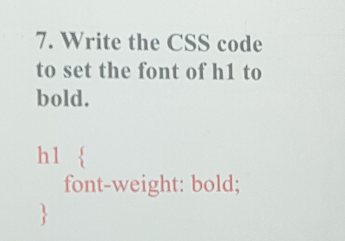 7. Write the CSS code
to set the font of h1 to
bold.
h1 {
font-weight: bold;
}